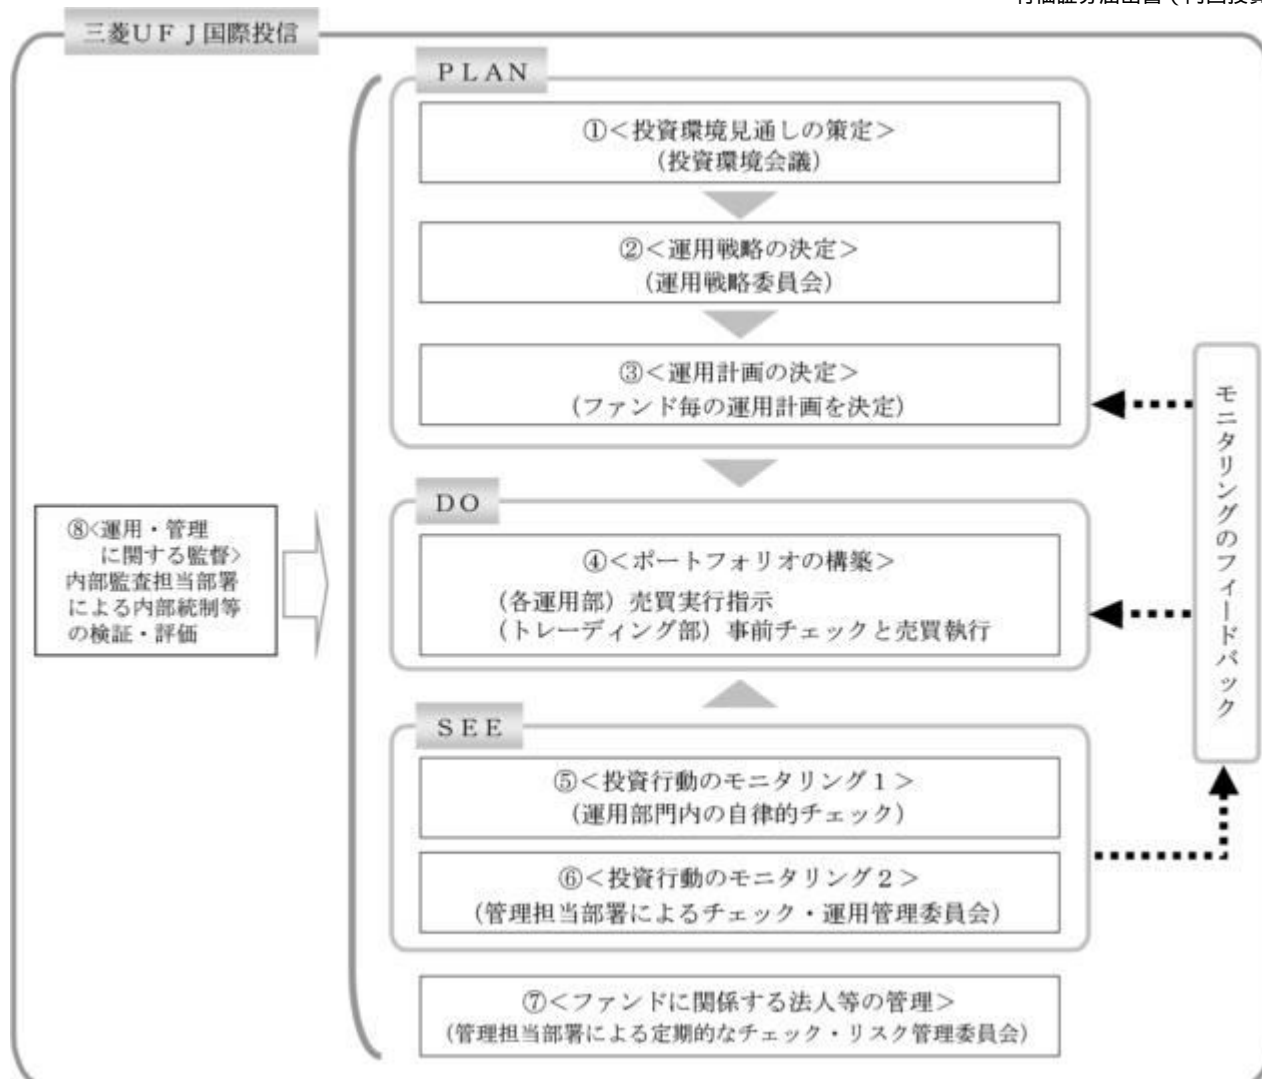 三菱UFJ国際投信
PLAN
①＜投資環境見通しの策定＞
（投資環境会議）
②＜運用戦略の決定＞
（運用戦略委員会）
③＜運用計画の決定＞
（ファンド毎の運用計画を決定）
DO
④＜ポートフォリオの構築＞
（各運用部）売買実行指示
（トレーディング部）事前チェックと売買執行
SEE
⑤＜投資行動のモニタリング１＞
（運用部門内の自律的チェック）
⑥＜投資行動のモニタリング２＞
（管理担当部署によるチェック・運用管理委員会）
⑦＜ファンドに関係する法人等の管理＞
（管理担当部署による定期的なチェック・リスク管理委員会）
⑧<運用・管理
に関する監督>
内部監査担当部署
による内部統制等
の検証・評価
モニタリングのフィードバック